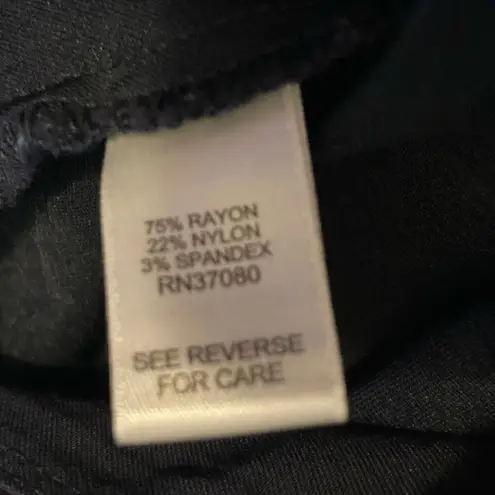 75% RAYON
22% NYLON
3% SPANDEX
RN37080
SEE REVERSE
FOR CARE